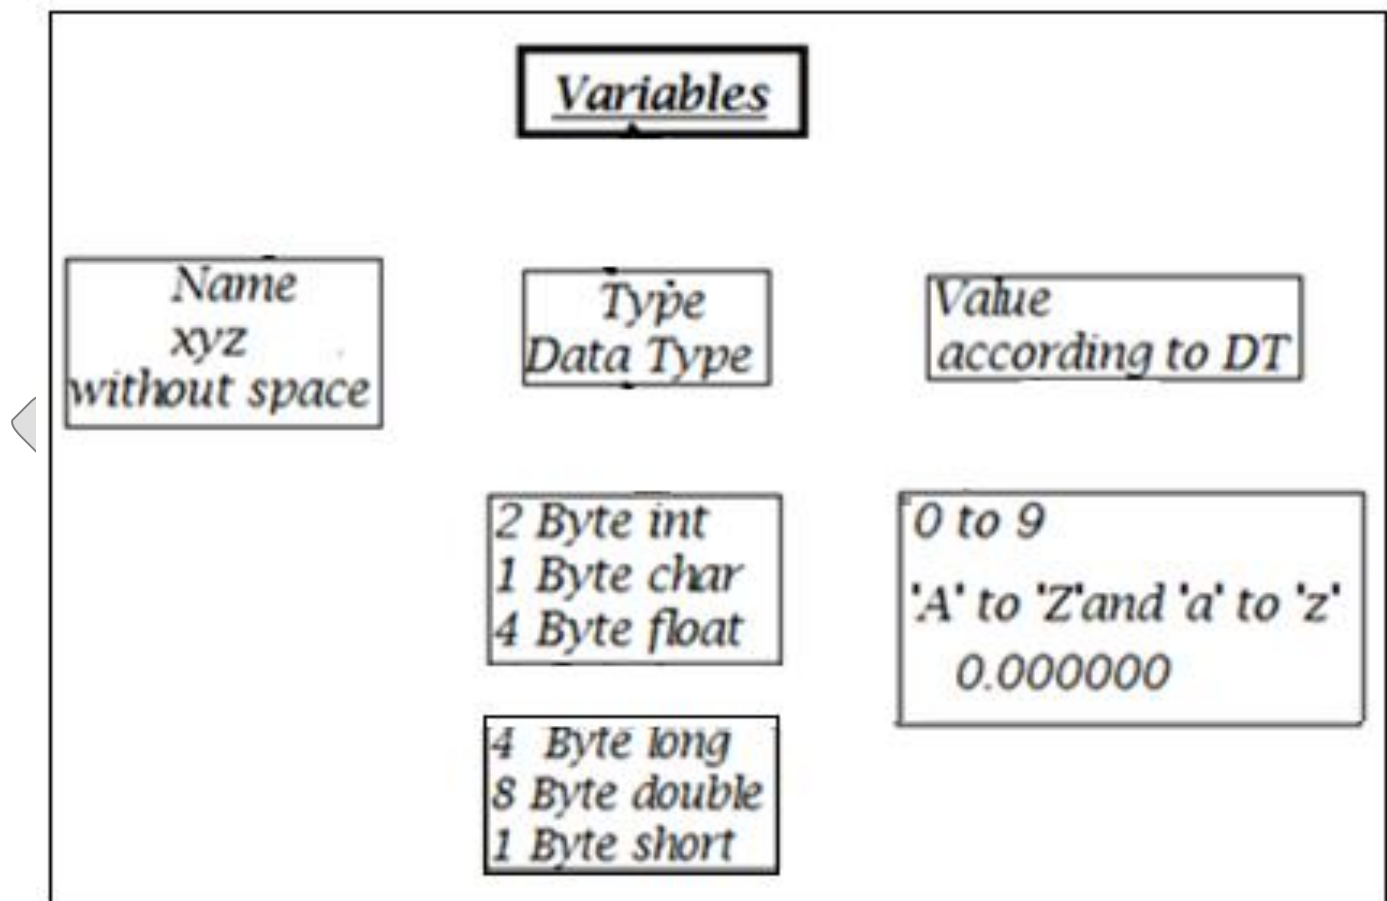 Variables
Name
xyz
without space
Type
Data Type
Value
according to DT
2 Byte int
1 Byte char
4 Byte float
0 to 9
'A' to 'Z'and 'a' to 'z'
0.000000
4 Byte long
8 Byte double
1 Byte short